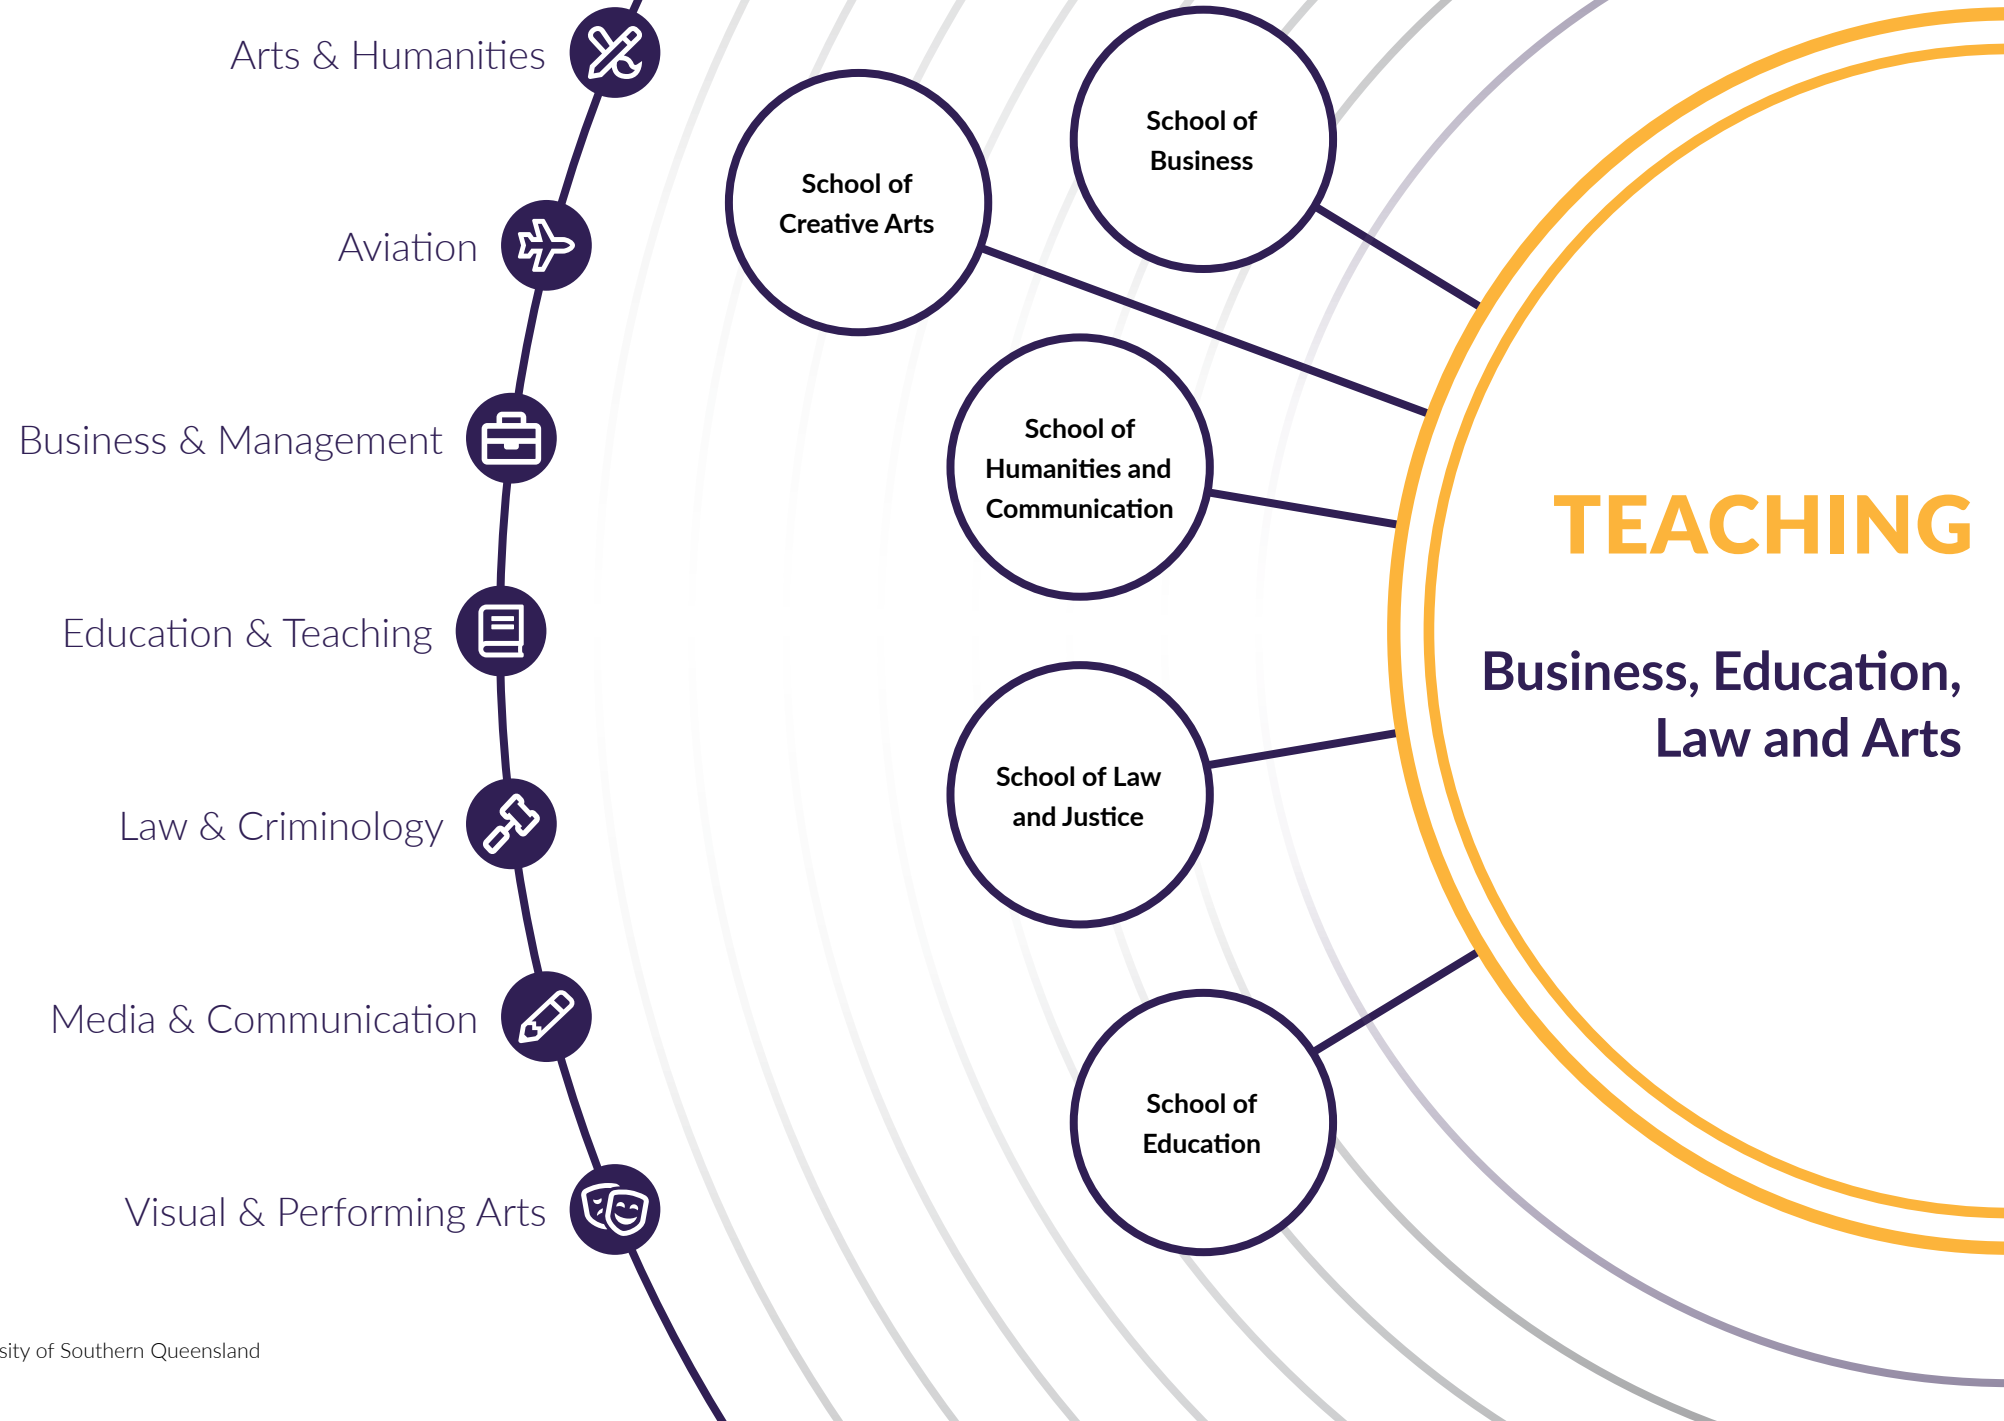 Arts & Humanities
Aviation
Business & Management
Education & Teaching
Law & Criminology
Media & Communication
Visual & Performing Arts
School of
Creative Arts
School of
Business
School of
Humanities and
Communication
School of Law
and Justice
School of
Education
TEACHING
Business, Education,
Law and Arts
sity of Southern Queensland